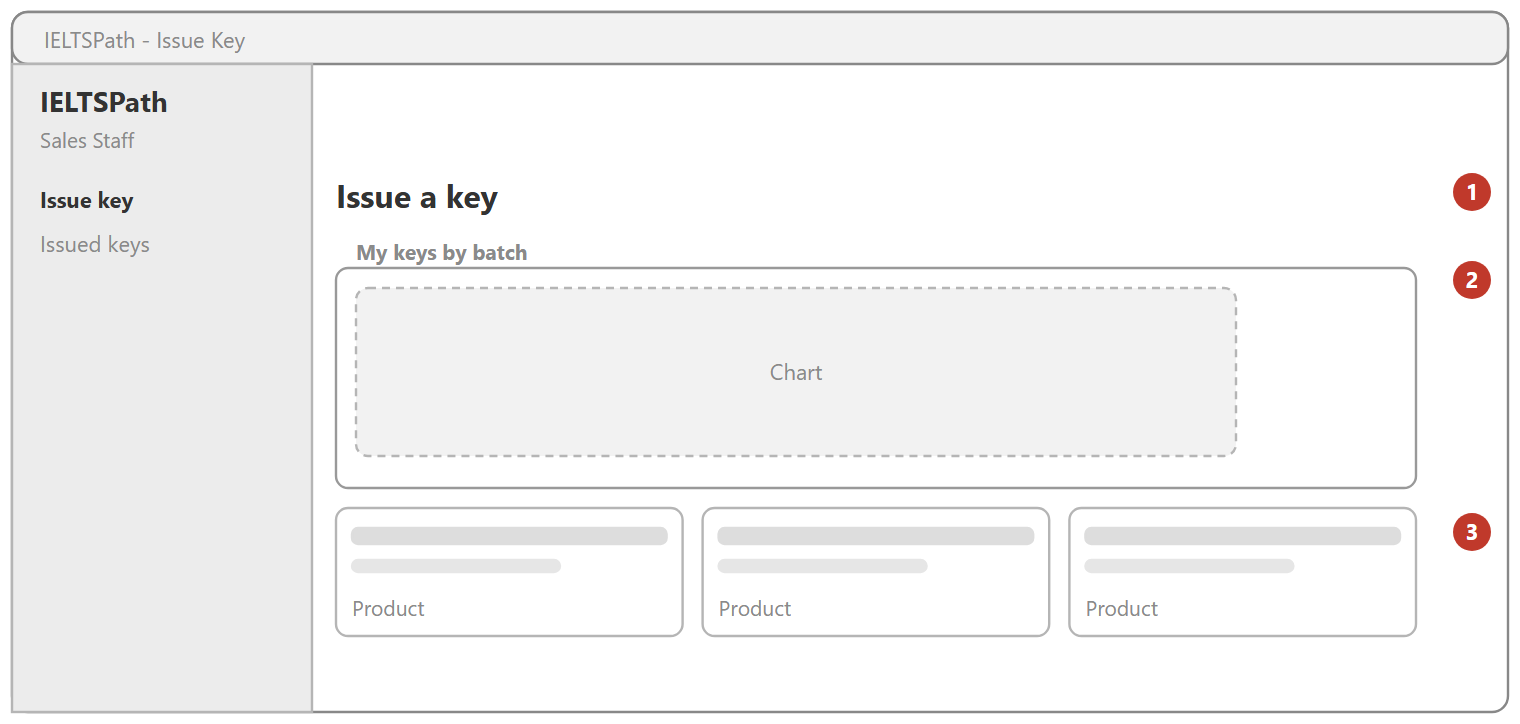 IELTSPath - Issue Key
IELTSPath
Sales Staff
Issue key
Issued keys
Issue a key
1
My keys by batch
2
Chart
3
Product
Product
Product